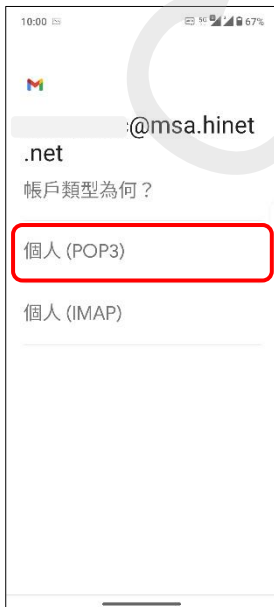 10:00
5G 67%
@msa.hinet
.net
帳戶類型為何？
個人 (POP3)
個人 (IMAP)